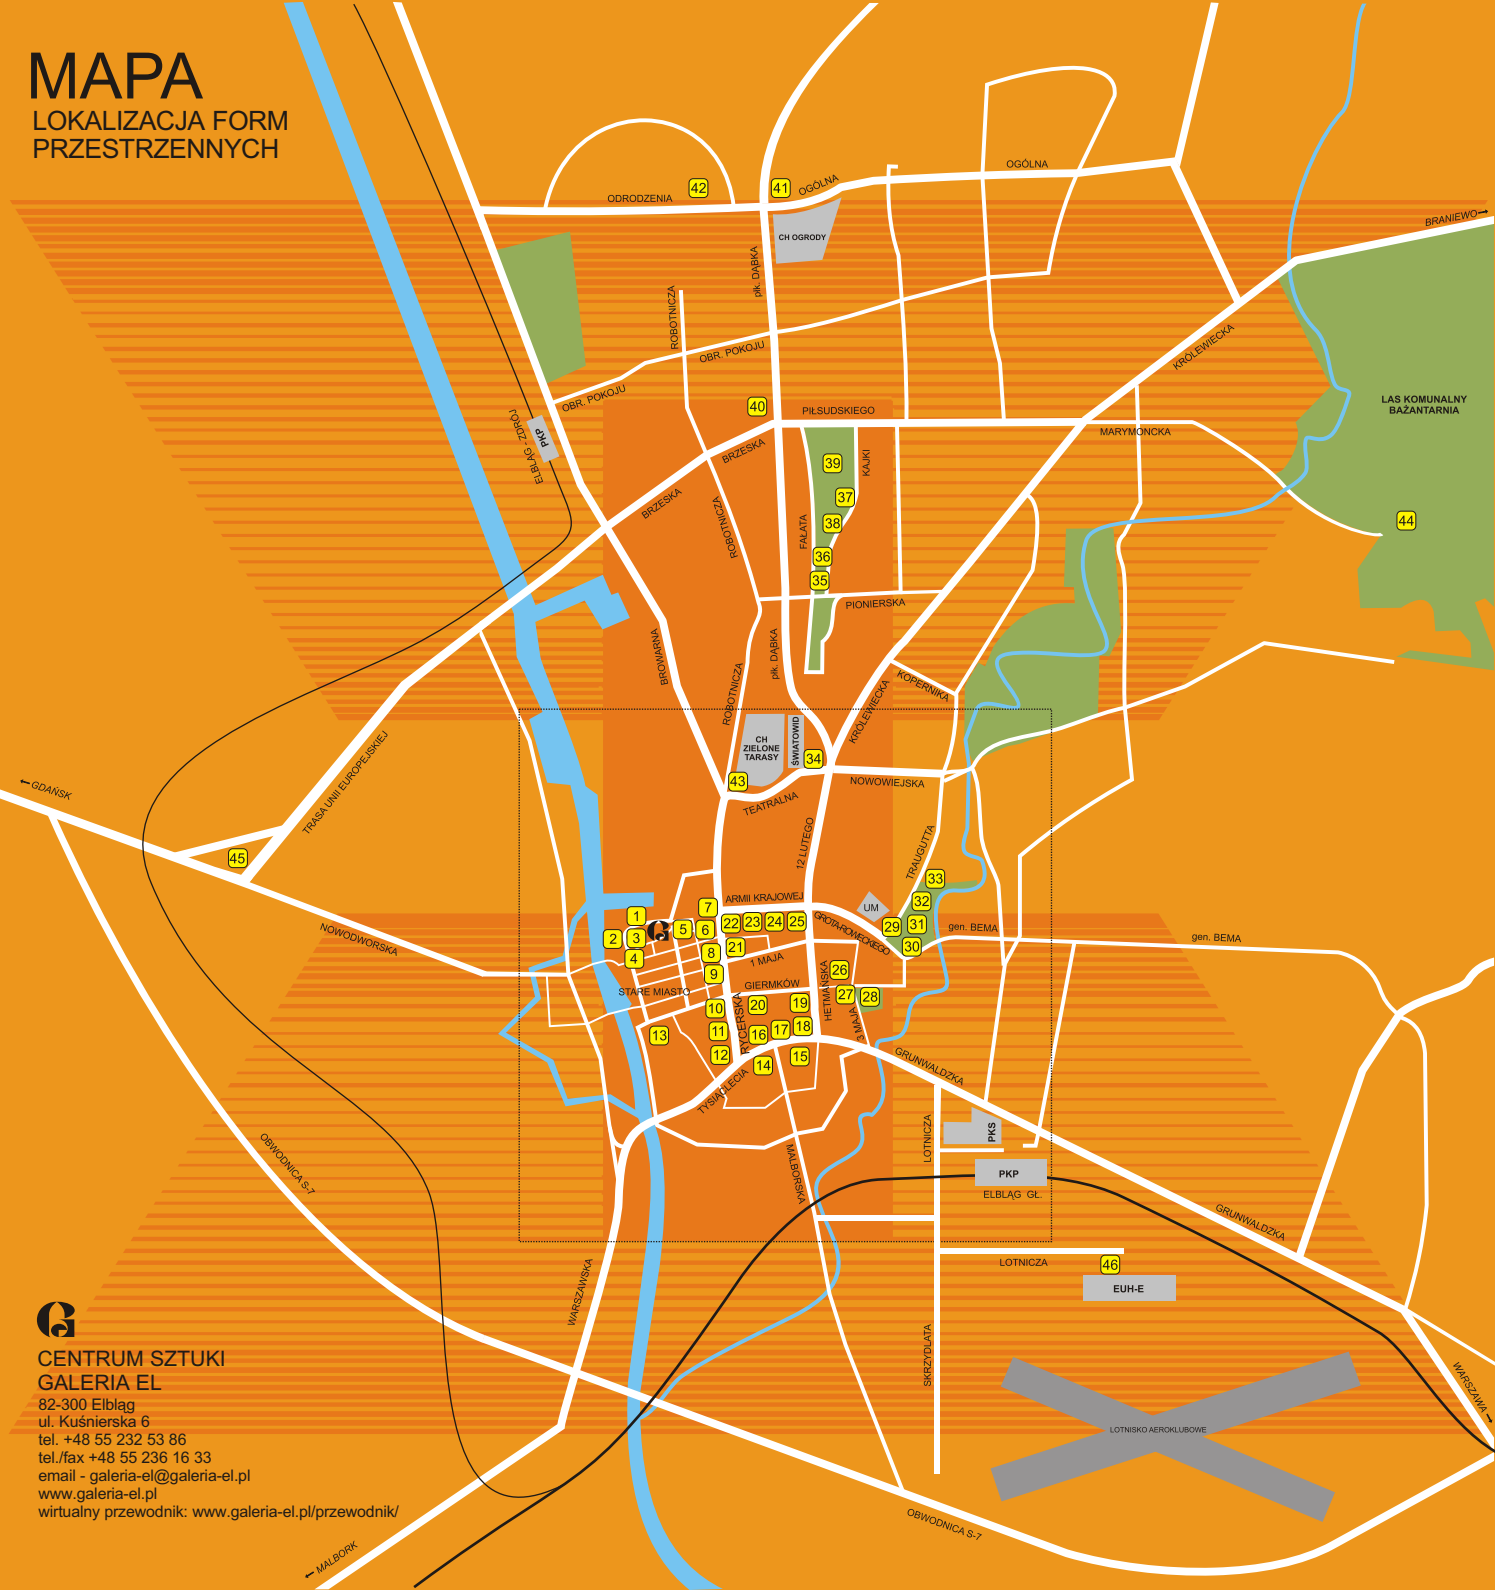 MAPA
LOKALIZACJA FORM
PRZESTRZENNYCH
42
41
OGÓLNA
OGÓLNA
ODRODZENIA
CH OGRODY
BRANIEWO
płk. DĄBKA
ROBOTNICZA
OBR. POKOJU
KRÓLEWIECKA
OBR. POKOJU
40
PIŁSUDSKIEGO
LAS KOMUNALNY
BAŻANTARNIA
MARYMONCKA
PKP
ELBLĄG - ZDRÓJ
BRZESKA
39
KAJKI
BRZESKA
37
ROBOTNICZA
38
FAŁATA
44
36
35
PIONIERSKA
BROWARNA
płk. DĄBKA
ROBOTNICZA
KOPERNIKA
KRÓLEWIECKA
CH
ZIELONE
TARASY
ŚWIATOWID
34
43
NOWOWIEJSKA
TEATRALNA
GDAŃSK
TRASA UNII EUROPEJSKIEJ
12 LUTEGO
TRAUGUTTA
45
33
ARMII KRAJOWEJ
UM
32
7
1
GROTA ROWECKIEGO
5
6
22
23
24
25
29
31
gen. BEMA
gen. BEMA
2
3
21
30
NOWODWORSKA
4
8
1 MAJA
9
26
STARE MIASTO
GIERMKÓW
HETMAŃSKA
27
28
10
20
19
RYCERSKA
3 MAJA
13
11
16
17
18
12
14
15
GRUNWALDZKA
TYSIĄCLECIA
LOTNICZA
PKS
OBWODNICA S-7
MALBORSKA
PKP
ELBLĄG GŁ.
GRUNWALDZKA
LOTNICZA
46
EUH-E
WARSZAWSKA
SKRZYDLATA
WARSZAWA
LOTNISKO AEROKLUBOWE
OBWODNICA S-7
MALBORK
CENTRUM SZTUKI
GALERIA EL
82-300 Elbląg
ul. Kuśnierska 6
tel. +48 55 232 53 86
tel./fax +48 55 236 16 33
email - galeria-el@galeria-el.pl
www.galeria-el.pl
wirtualny przewodnik: www.galeria-el.pl/przewodnik/